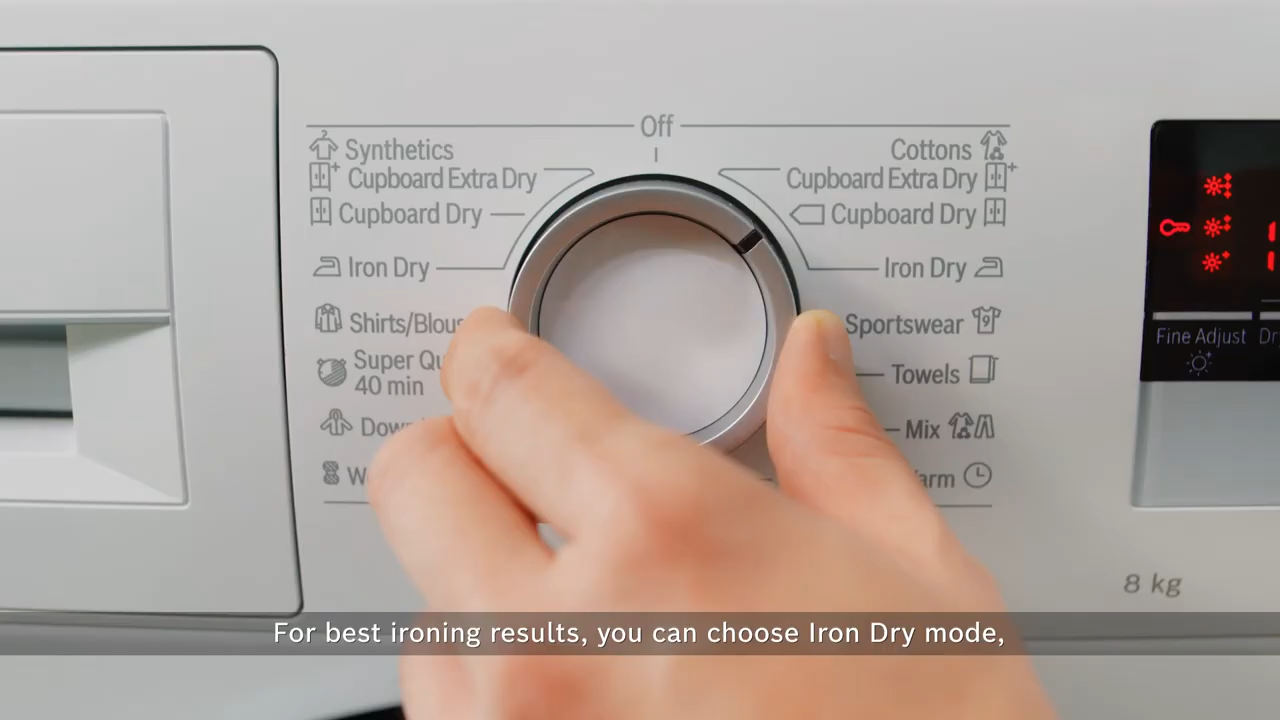 Off
Synthetics
Cupboard Extra Dry
Cupboard Dry
Iron Dry
Super
40 min
Cottons
Cupboard Extra Dry
Cupboard Dry
Iron Dry
Sportswear
Towels
Mix
Fine Adjust
8 kg
For best ironing results, you can choose Iron Dry mode,